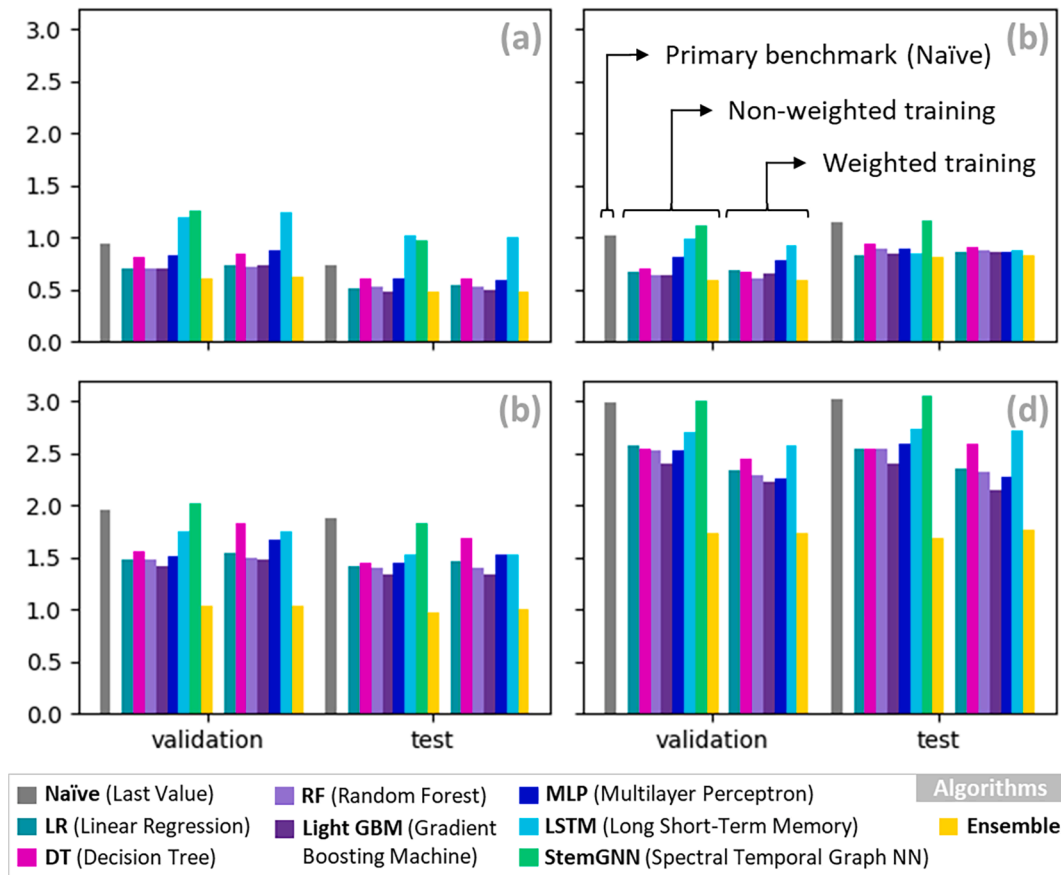 3.0
2.5
2.0
1.5
1.0
0.5
0.0
(a)
(b)
Primary benchmark (Naïve)
Non-weighted training
Weighted training
3.0
2.5
2.0
1.5
1.0
0.5
0.0
(b)
(d)
validation
test
validation
test
Algorithms
Naïve (Last Value)
RF (Random Forest)
MLP (Multilayer Perceptron)
LR (Linear Regression)
Light GBM (Gradient
Boosting Machine)
LSTM (Long Short-Term Memory)
Ensemble
DT (Decision Tree)
StemGNN (Spectral Temporal Graph NN)